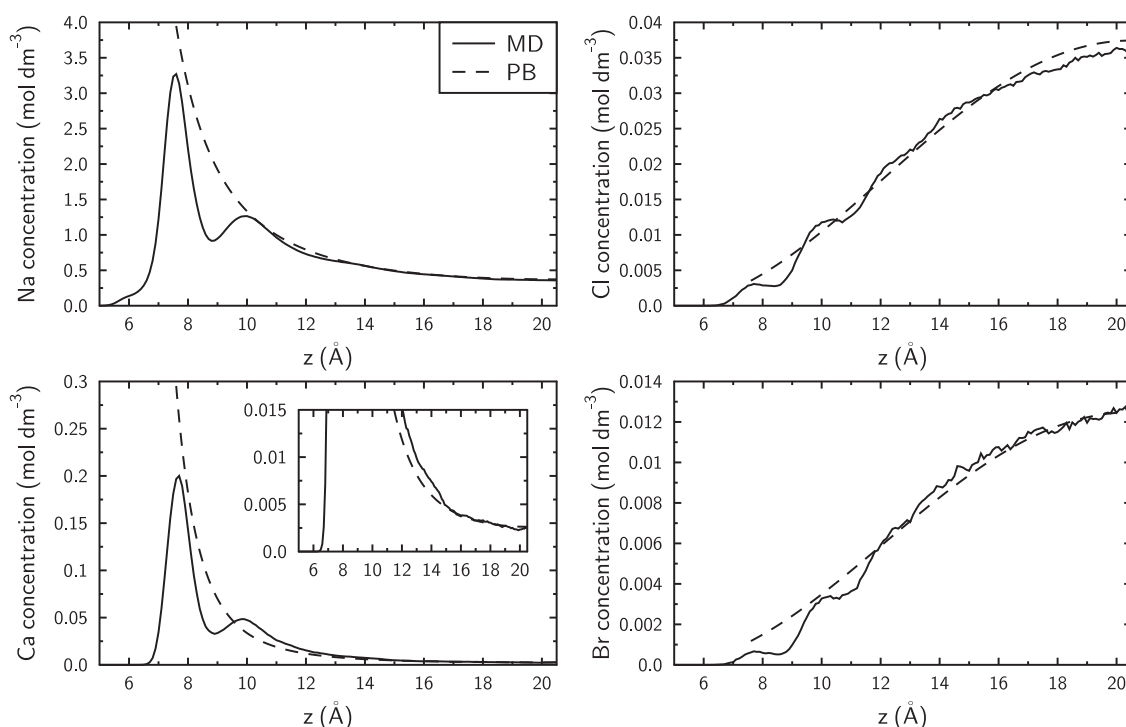 4.0
3.5
3.0
2.5
2.0
1.5
1.0
0.5
0.0
Na concentration (mol dm⁻³)
MD
PB
6 8 10 12 14 16 18 20
z (Å)
0.04
0.035
0.03
0.025
0.02
0.015
0.01
0.005
0.0
Cl concentration (mol dm⁻³)
6 8 10 12 14 16 18 20
z (Å)
0.3
0.25
0.2
0.15
0.1
0.05
0.0
Ca concentration (mol dm⁻³)
0.015
0.01
0.005
0.0
6 8 10 12 14 16 18 20
6 8 10 12 14 16 18 20
z (Å)
0.014
0.012
0.01
0.008
0.006
0.004
0.002
0.0
Br concentration (mol dm⁻³)
6 8 10 12 14 16 18 20
z (Å)